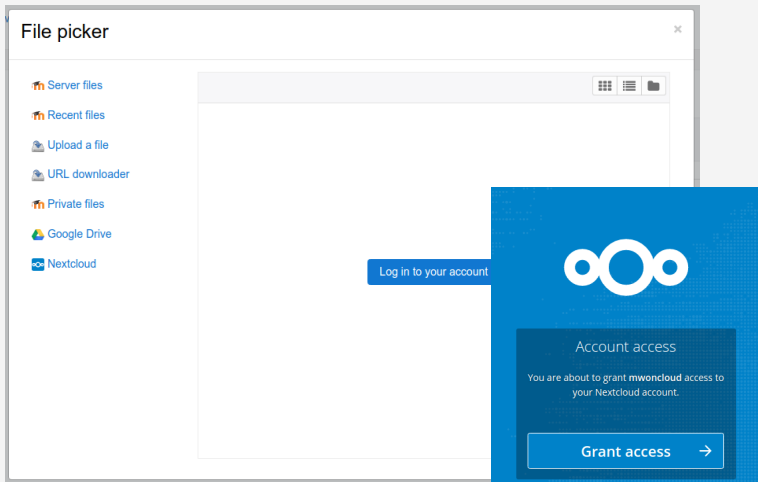 File picker
×
Server files
Recent files
Upload a file
URL downloader
Private files
Google Drive
Nextcloud
Log in to your account
Account access
You are about to grant mwoncloud access to
your Nextcloud account.
Grant access →